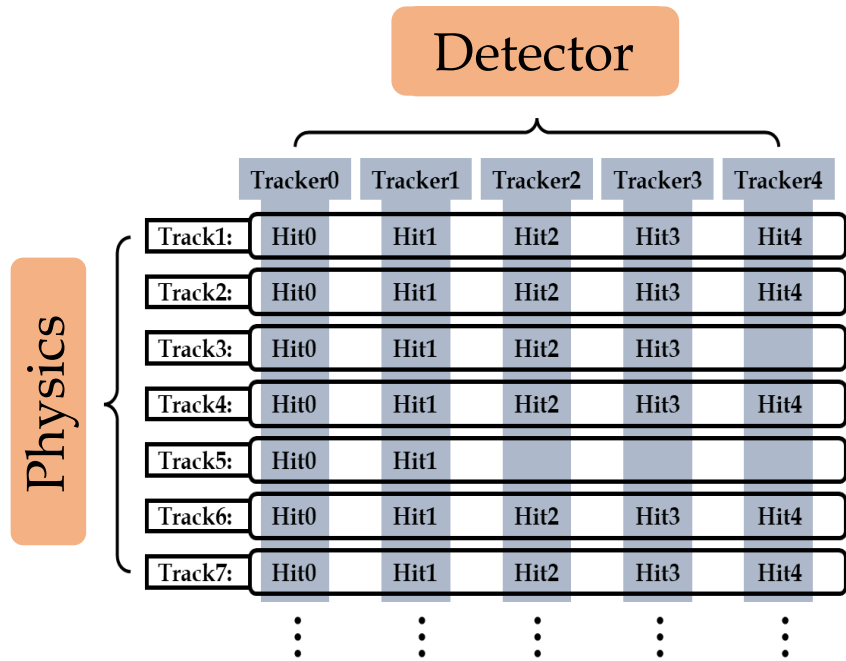 Detector
Tracker0 Tracker1 Tracker2 Tracker3 Tracker4
Physics
Track1: Hit0 Hit1 Hit2 Hit3 Hit4
Track2: Hit0 Hit1 Hit2 Hit3 Hit4
Track3: Hit0 Hit1 Hit2 Hit3
Track4: Hit0 Hit1 Hit2 Hit3 Hit4
Track5: Hit0 Hit1
Track6: Hit0 Hit1 Hit2 Hit3 Hit4
Track7: Hit0 Hit1 Hit2 Hit3 Hit4